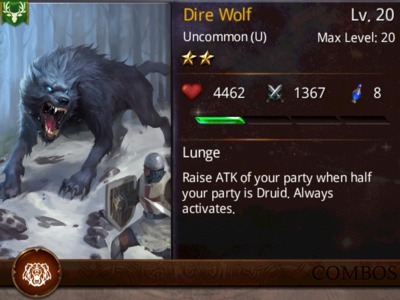 Dire Wolf Lv. 20
Uncommon (U) Max Level: 20
4462 1367 8
Lunge
Raise ATK of your party when half
your party is Druid. Always
activates.
COMBOS